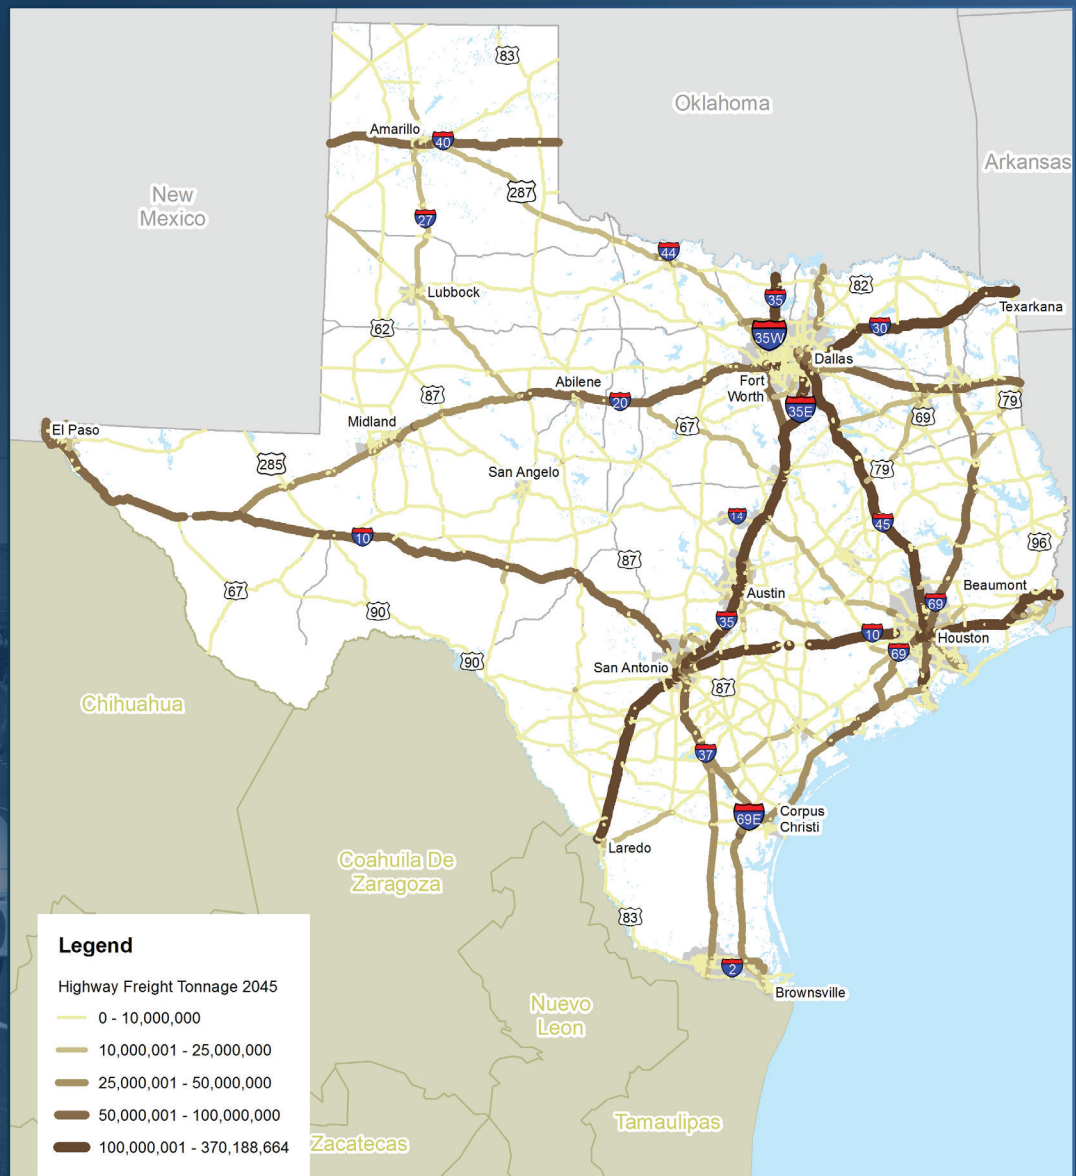 83
Oklahoma
Amarillo
40
Arkansas
New
Mexico
287
27
44
82
Lubbock
35
Texarkana
62
30
35W
Dallas
Abilene
Fort
Worth
87
20
35E
79
69
Midland
67
El Paso
285
San Angelo
79
14
45
10
96
87
Beaumont
67
Austin
69
90
35
10
Houston
69
90
San Antonio
87
Chihuahua
37
69E
Corpus
Christi
Laredo
Coahuila De
Zaragoza
83
2
Brownsville
Nuevo
Leon
Tamaulipas
Zacatecas
Legend
Highway Freight Tonnage 2045
0 - 10,000,000
10,000,001 - 25,000,000
25,000,001 - 50,000,000
50,000,001 - 100,000,000
100,000,001 - 370,188,664